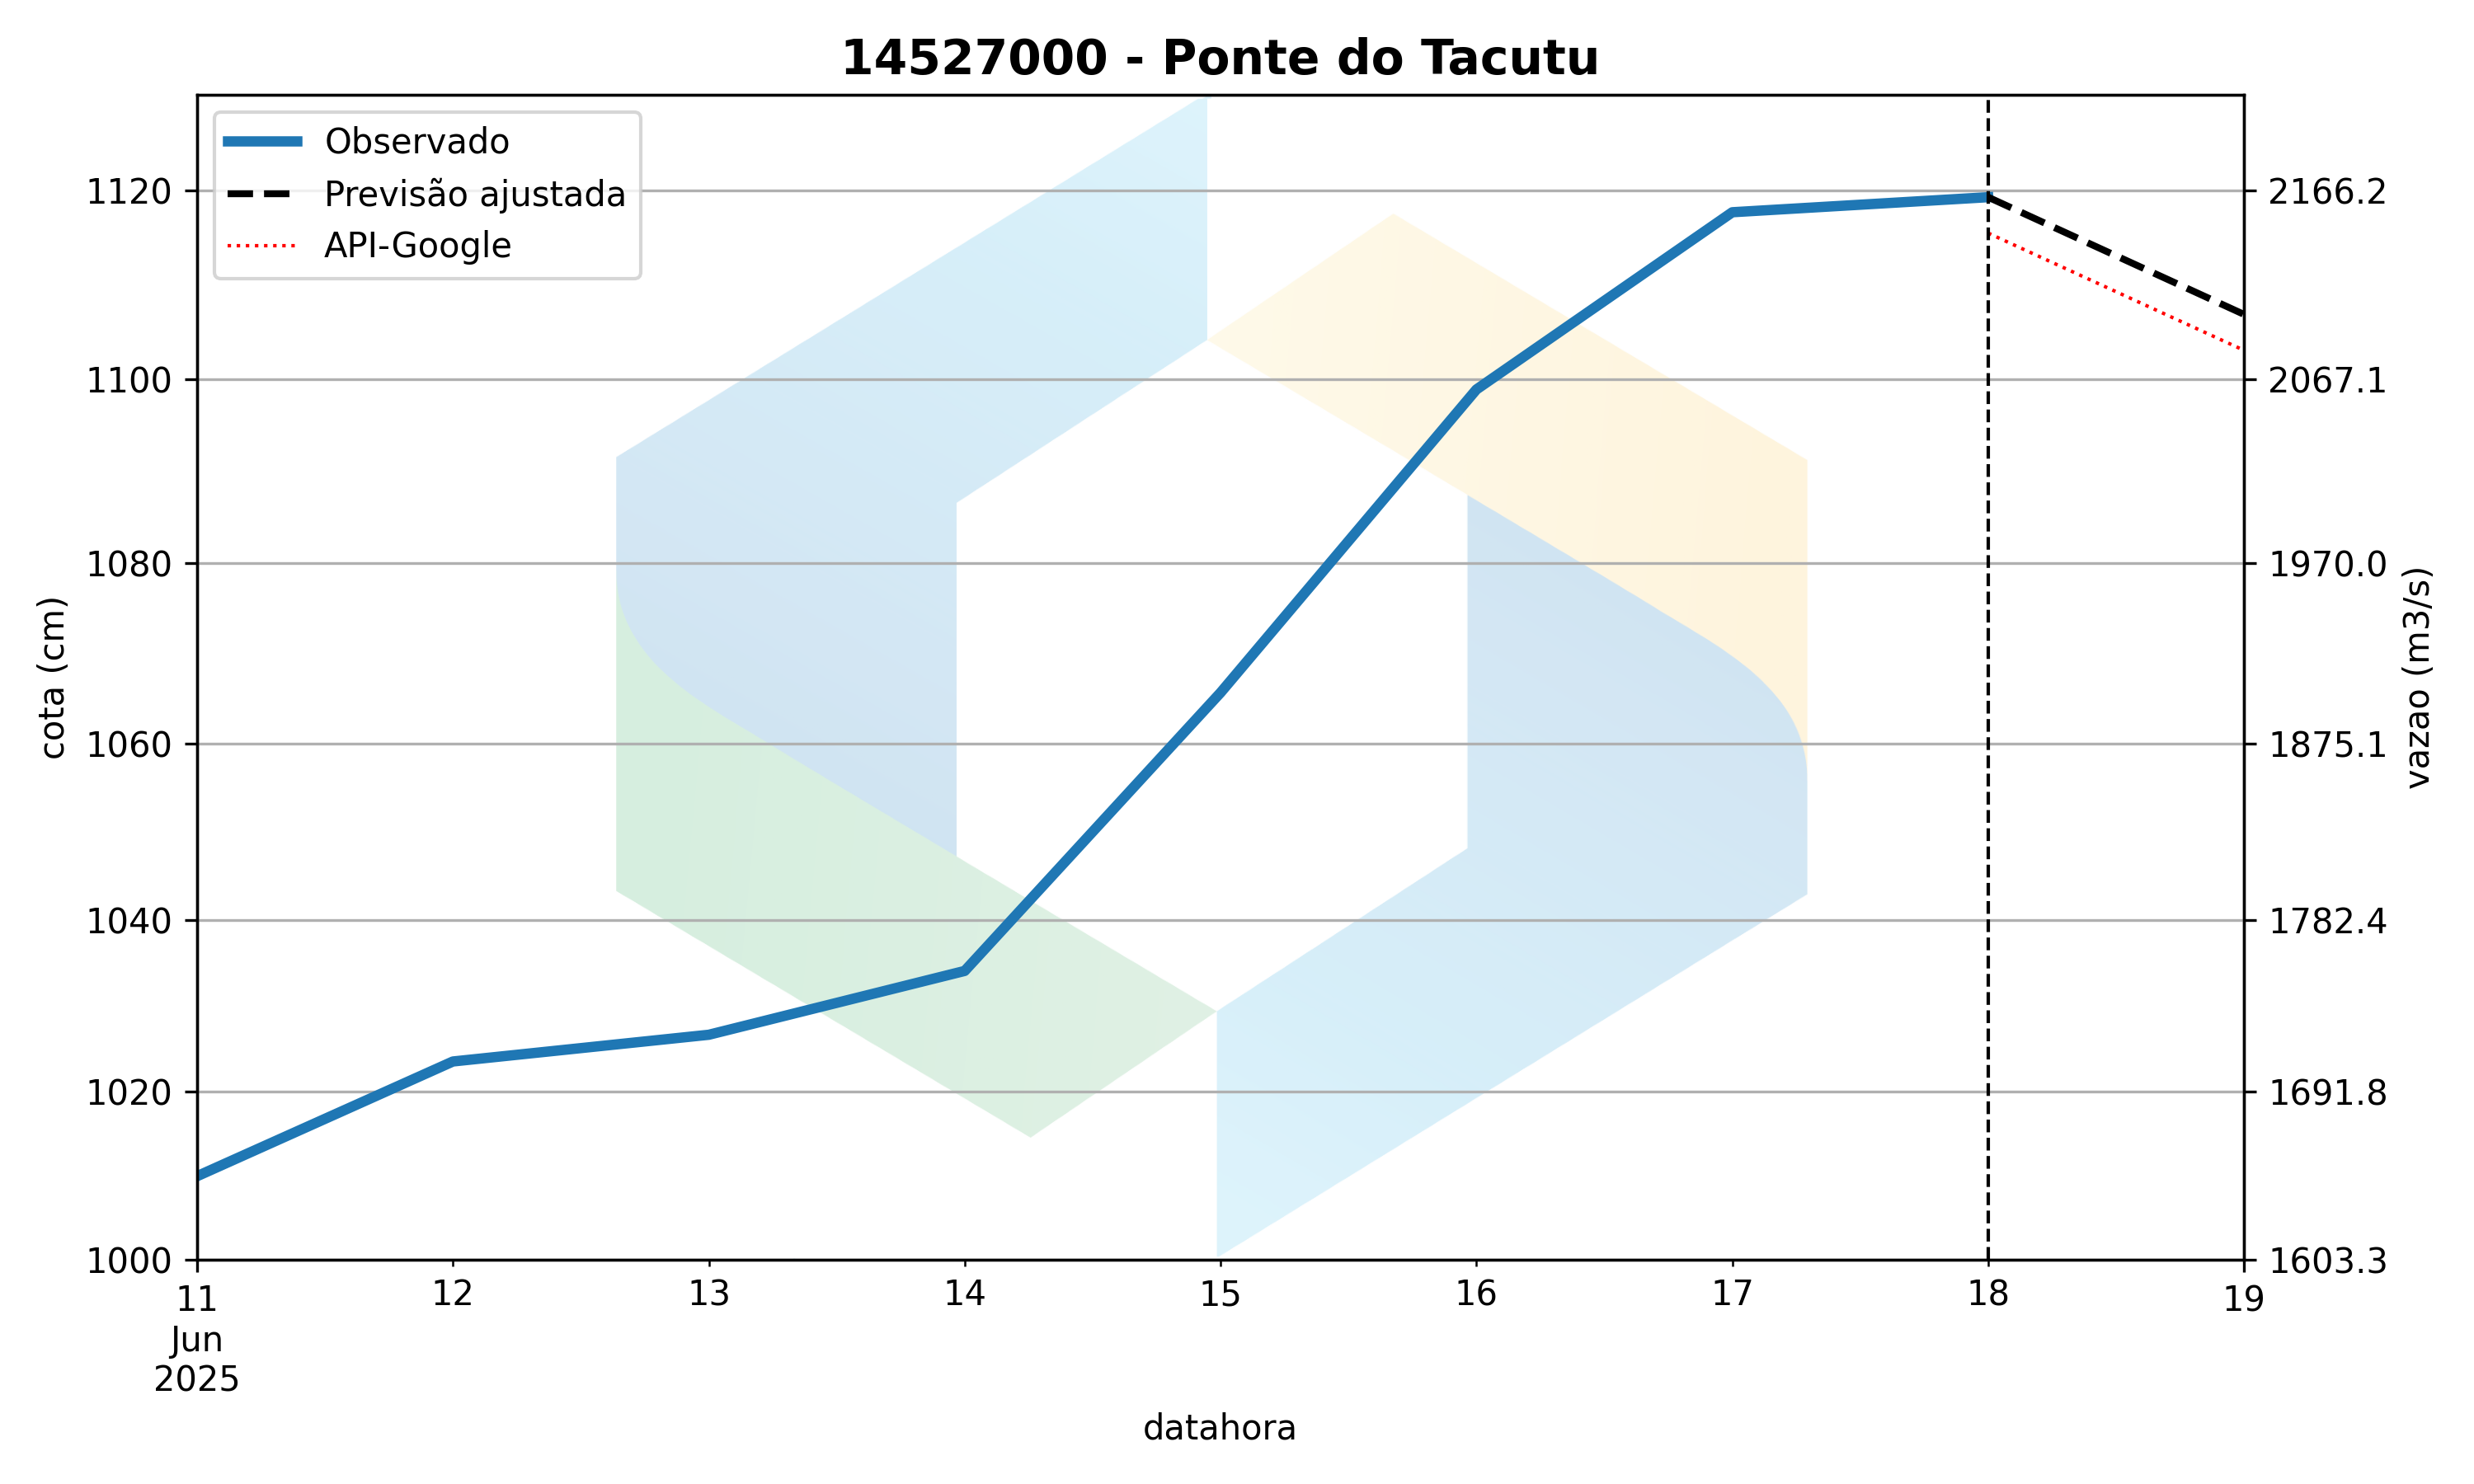 14527000 - Ponte do Tacutu
Observado
Previsão ajustada
API-Google
1120
1100
1080
1060
1040
1020
1000
cota (cm)
2166.2
2067.1
1970.0
1875.1
1782.4
1691.8
1603.3
vazao (m3/s)
11 12 13 14 15 16 17 18 19
Jun
2025
datahora